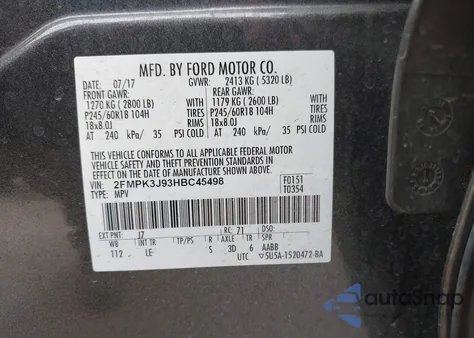 MFD. BY FORD MOTOR CO.
DATE: 07/17 GVWR: 2413 KG ( 5320 LB)
FRONT GAWR: REAR GAWR:
1270 KG ( 2800 LB) WITH 1179 KG ( 2600 LB) WITH
P245/60R18 104H TIRES P245/60R18 104H TIRES
18x8.0J RIMS 18x8.0J RIMS
AT 240 kPa/ 35 PSI COLD AT 240 kPa/ 35 PSI COLD
THIS VEHICLE CONFORMS TO ALL APPLICABLE FEDERAL MOTOR
VEHICLE SAFETY AND THEFT PREVENTION STANDARDS IN
EFFECT ON THE DATE OF MANUFACTURE SHOWN ABOVE.
VIN: 2FMPK3J93HBC45498 F0151
TYPE: MPV T0354
EXT PNT: J7 RC: 71 DSO:
WB INT TR TP/PS R AXLE TR SPR
112 LE S 3D 6 AABB
UTC ▽SU5A-1520472-BA
autoSnap